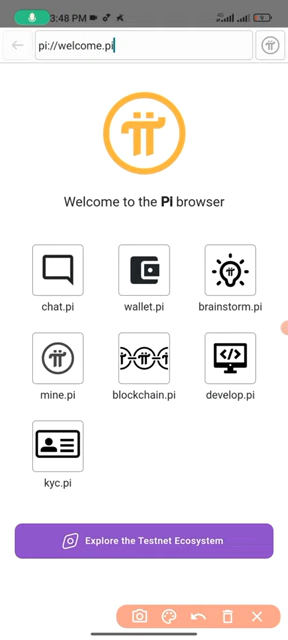 3:48 PM
pi://welcome.pi
Welcome to the Pi browser
chat.pi
wallet.pi
brainstorm.pi
mine.pi
blockchain.pi
develop.pi
kyc.pi
Explore the Testnet Ecosystem